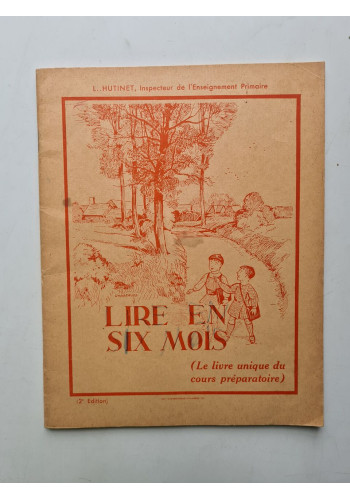 L. HUTINET, Inspecteur de l'Enseignement Primaire
LIRE EN
SIX MOIS
(Le livre unique du
cours préparatoire)
(2e Edition)